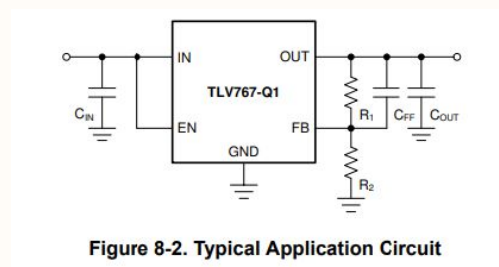 IN
OUT
TLV767-Q1
CIN
R1
CFF
COUT
EN
FB
GND
R2
Figure 8-2. Typical Application Circuit